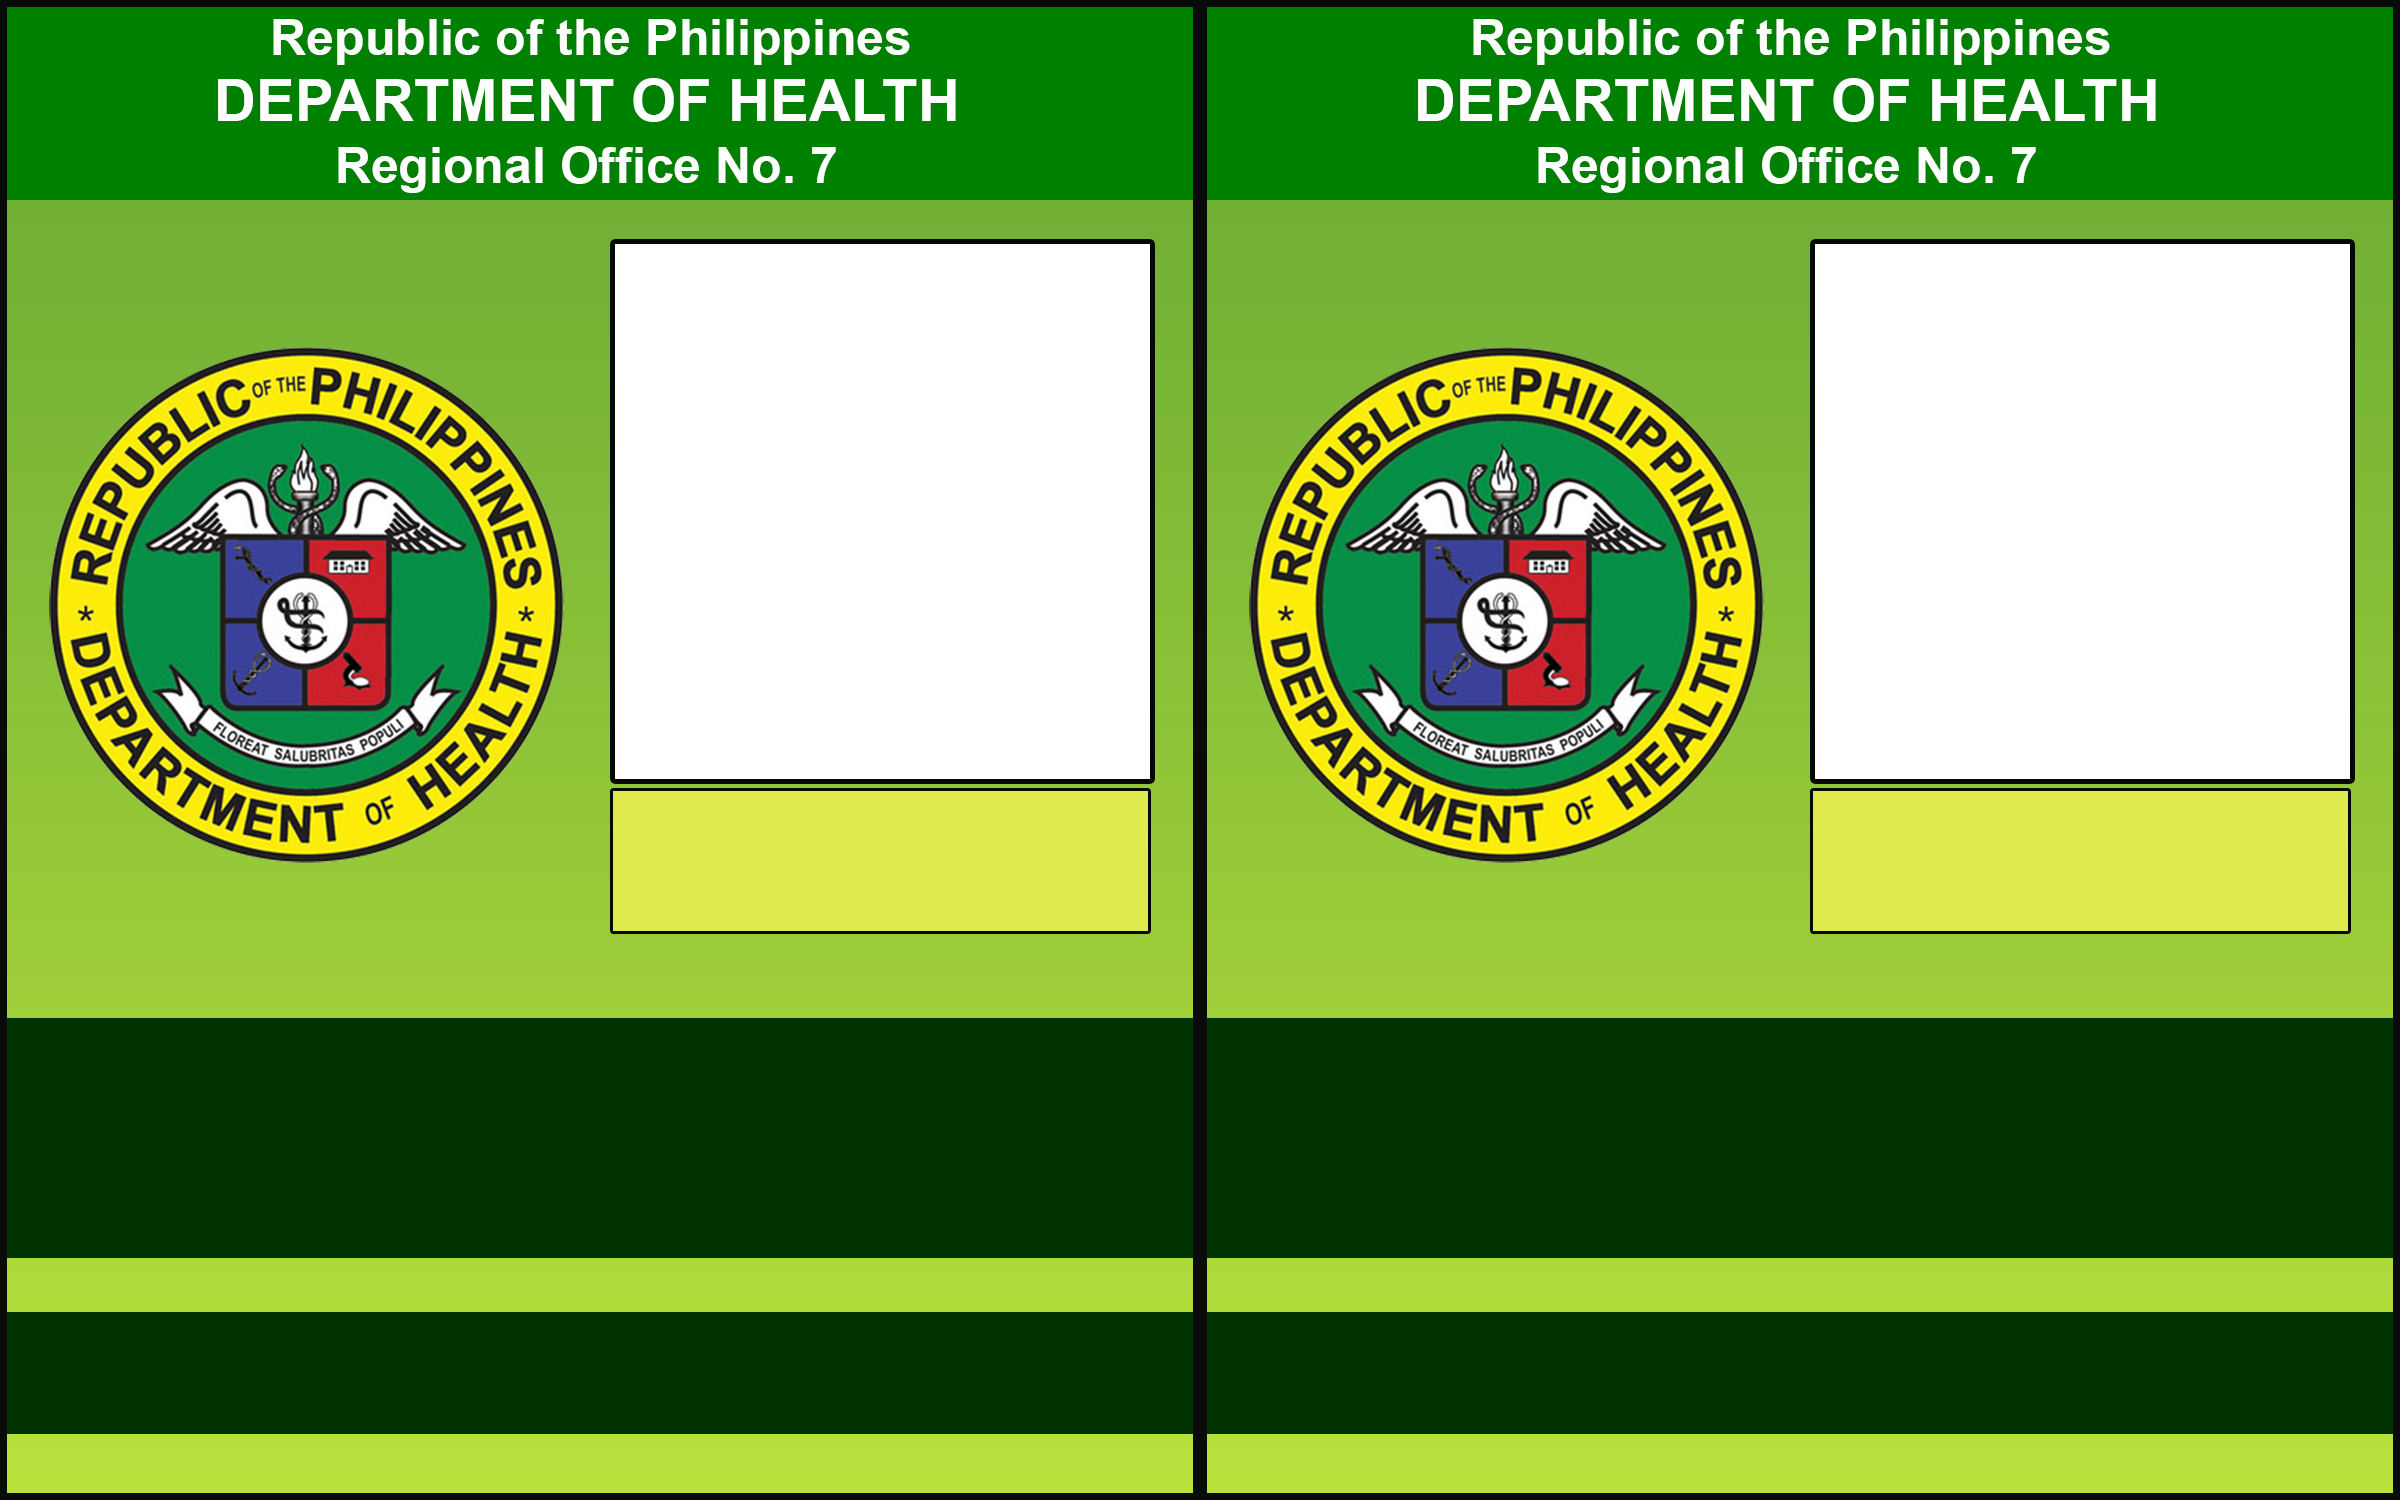 Republic of the Philippines
DEPARTMENT OF HEALTH
Regional Office No. 7
REPUBLIC OF THE PHILIPPINES
* DEPARTMENT OF HEALTH *
FLOREAT SALUBRITAS POPULI
Republic of the Philippines
DEPARTMENT OF HEALTH
Regional Office No. 7
REPUBLIC OF THE PHILIPPINES
* DEPARTMENT OF HEALTH *
FLOREAT SALUBRITAS POPULI